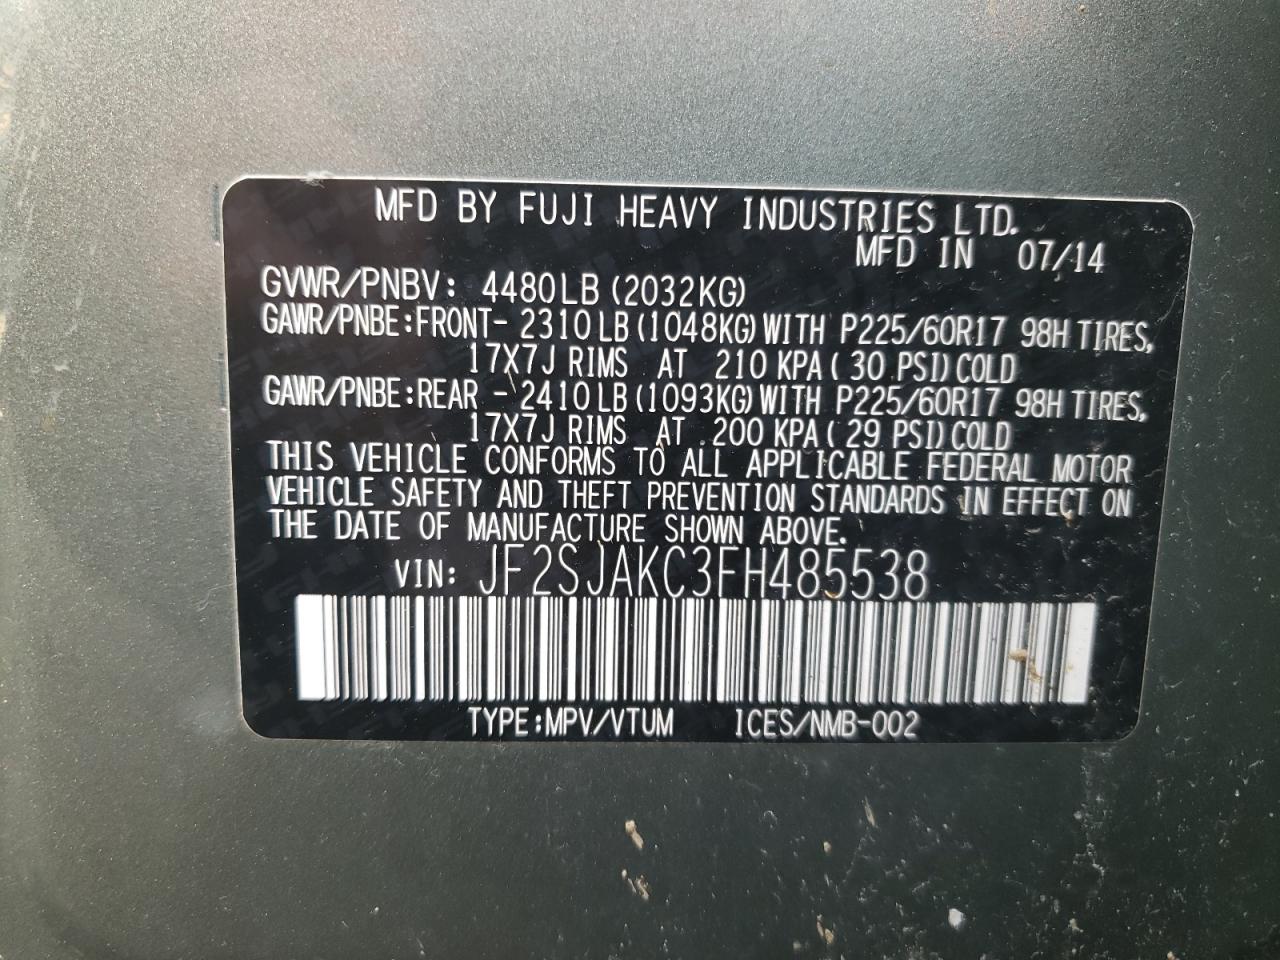 MFD BY FUJI HEAVY INDUSTRIES LTD.
MFD IN 07/14
GVWR/PNBV: 4480LB (2032KG)
GAWR/PNBE:FRONT- 2310 LB (1048KG) WITH P225/60R17 98H TIRES,
17X7J RIMS AT 210 KPA ( 30 PSI) COLD
GAWR/PNBE:REAR - 2410 LB (1093KG) WITH P225/60R17 98H TIRES,
17X7J RIMS AT 200 KPA ( 29 PSI) COLD
THIS VEHICLE CONFORMS TO ALL APPLICABLE FEDERAL MOTOR
VEHICLE SAFETY AND THEFT PREVENTION STANDARDS IN EFFECT ON
THE DATE OF MANUFACTURE SHOWN ABOVE.
VIN: JF2SJAKC3FH485538
TYPE:MPV/VTUM ICES/NMB-002